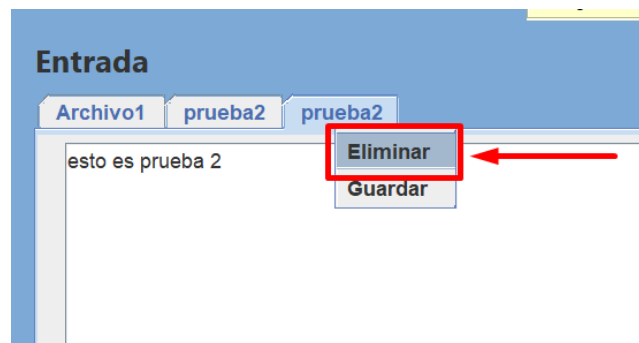 Entrada
Archivo1 prueba2 prueba2
esto es prueba 2
Eliminar
Guardar